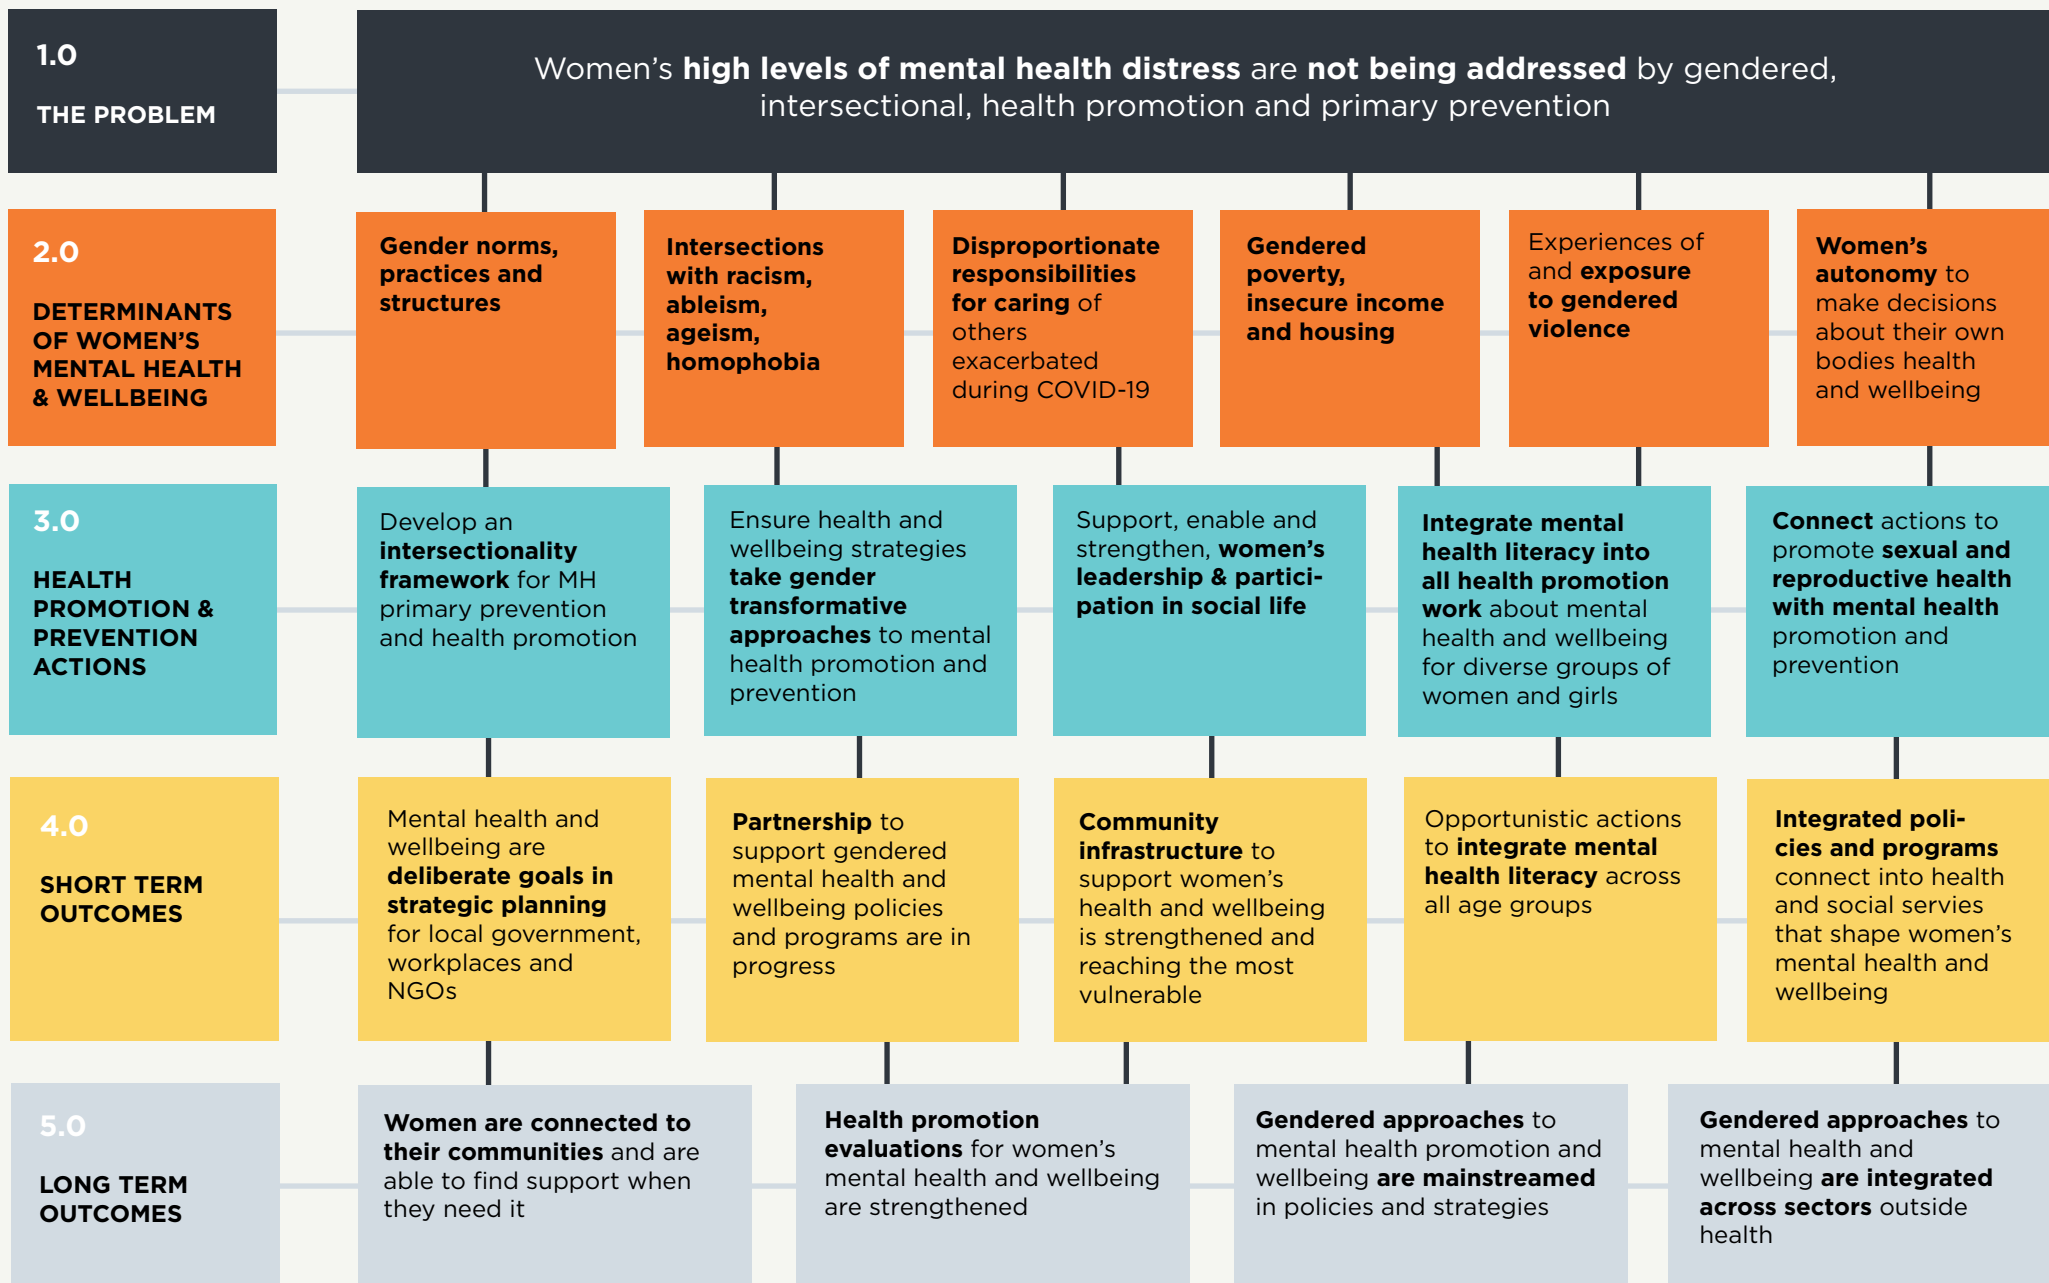 1.0
THE PROBLEM
Women's high levels of mental health distress are not being addressed by gendered,
intersectional, health promotion and primary prevention
2.0
DETERMINANTS
OF WOMEN'S
MENTAL HEALTH
& WELLBEING
Gender norms,
practices and
structures
Intersections
with racism,
ableism,
ageism,
homophobia
Disproportionate
responsibilities
for caring of
others
exacerbated
during COVID-19
Gendered
poverty,
insecure income
and housing
Experiences of
and exposure
to gendered
violence
Women's
autonomy to
make decisions
about their own
bodies health
and wellbeing
3.0
HEALTH
PROMOTION &
PREVENTION
ACTIONS
Develop an
intersectionality
framework for MH
primary prevention
and health promotion
Ensure health and
wellbeing strategies
take gender
transformative
approaches to mental
health promotion and
prevention
Support, enable and
strengthen, women's
leadership & partici-
pation in social life
Integrate mental
health literacy into
all health promotion
work about mental
health and wellbeing
for diverse groups of
women and girls
Connect actions to
promote sexual and
reproductive health
with mental health
promotion and
prevention
4.0
SHORT TERM
OUTCOMES
Mental health and
wellbeing are
deliberate goals in
strategic planning
for local government,
workplaces and
NGOs
Partnership to
support gendered
mental health and
wellbeing policies
and programs are in
progress
Community
infrastructure to
support women's
health and wellbeing
is strengthened and
reaching the most
vulnerable
Opportunistic actions
to integrate mental
health literacy across
all age groups
Integrated poli-
cies and programs
connect into health
and social servies
that shape women's
mental health and
wellbeing
5.0
LONG TERM
OUTCOMES
Women are connected to
their communities and are
able to find support when
they need it
Health promotion
evaluations for women's
mental health and wellbeing
are strengthened
Gendered approaches to
mental health promotion and
wellbeing are mainstreamed
in policies and strategies
Gendered approaches to
mental health and
wellbeing are integrated
across sectors outside
health